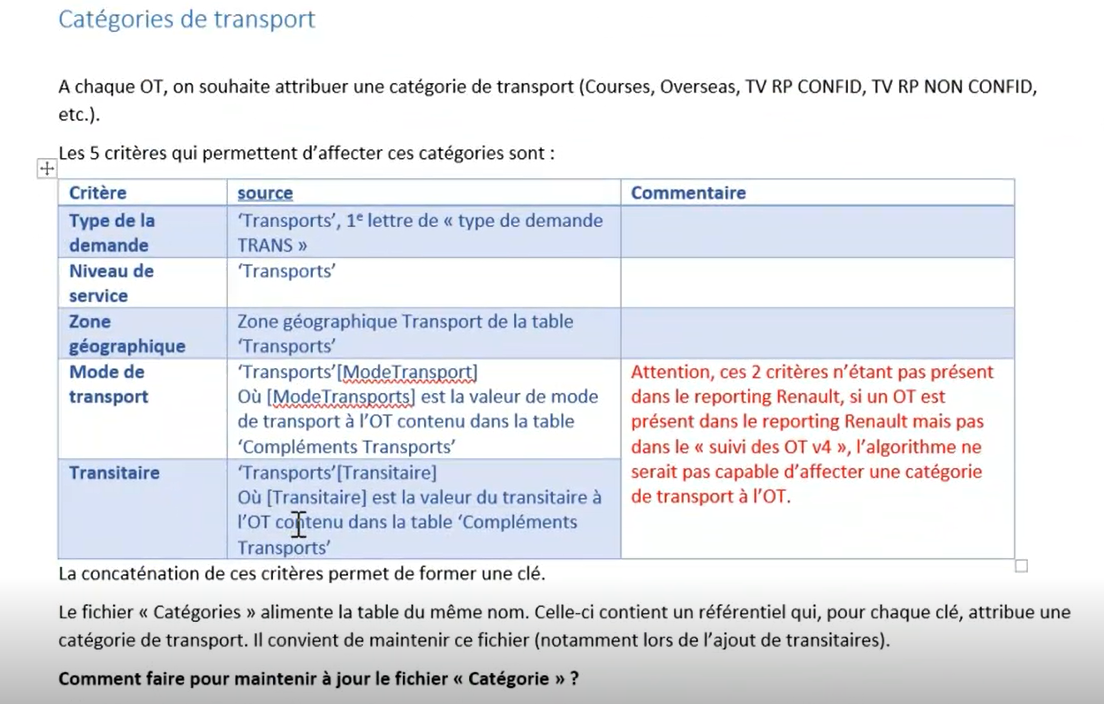 Catégories de transport
A chaque OT, on souhaite attribuer une catégorie de transport (Courses, Overseas, TV RP CONFID, TV RP NON CONFID,
etc.).
Les 5 critères qui permettent d’affecter ces catégories sont :
Critère source Commentaire
Type de la
demande
‘Transports’, 1e lettre de « type de demande
TRANS »
Niveau de
service
‘Transports’
Zone
géographique
Zone géographique Transport de la table
‘Transports’
Mode de
transport
‘Transports’[ModeTransport]
Où [ModeTransports] est la valeur de mode
de transport à l’OT contenu dans la table
‘Compléments Transports’
Attention, ces 2 critères n’étant pas présent
dans le reporting Renault, si un OT est
présent dans le reporting Renault mais pas
dans le « suivi des OT v4 », l’algorithme ne
serait pas capable d’affecter une catégorie
de transport à l’OT.
Transitaire
‘Transports’[Transitaire]
Où [Transitaire] est la valeur du transitaire à
l’OT contenu dans la table ‘Compléments
Transports’
La concaténation de ces critères permet de former une clé.
Le fichier « Catégories » alimente la table du même nom. Celle-ci contient un référentiel qui, pour chaque clé, attribue une
catégorie de transport. Il convient de maintenir ce fichier (notamment lors de l’ajout de transitaires).
Comment faire pour maintenir à jour le fichier « Catégorie » ?